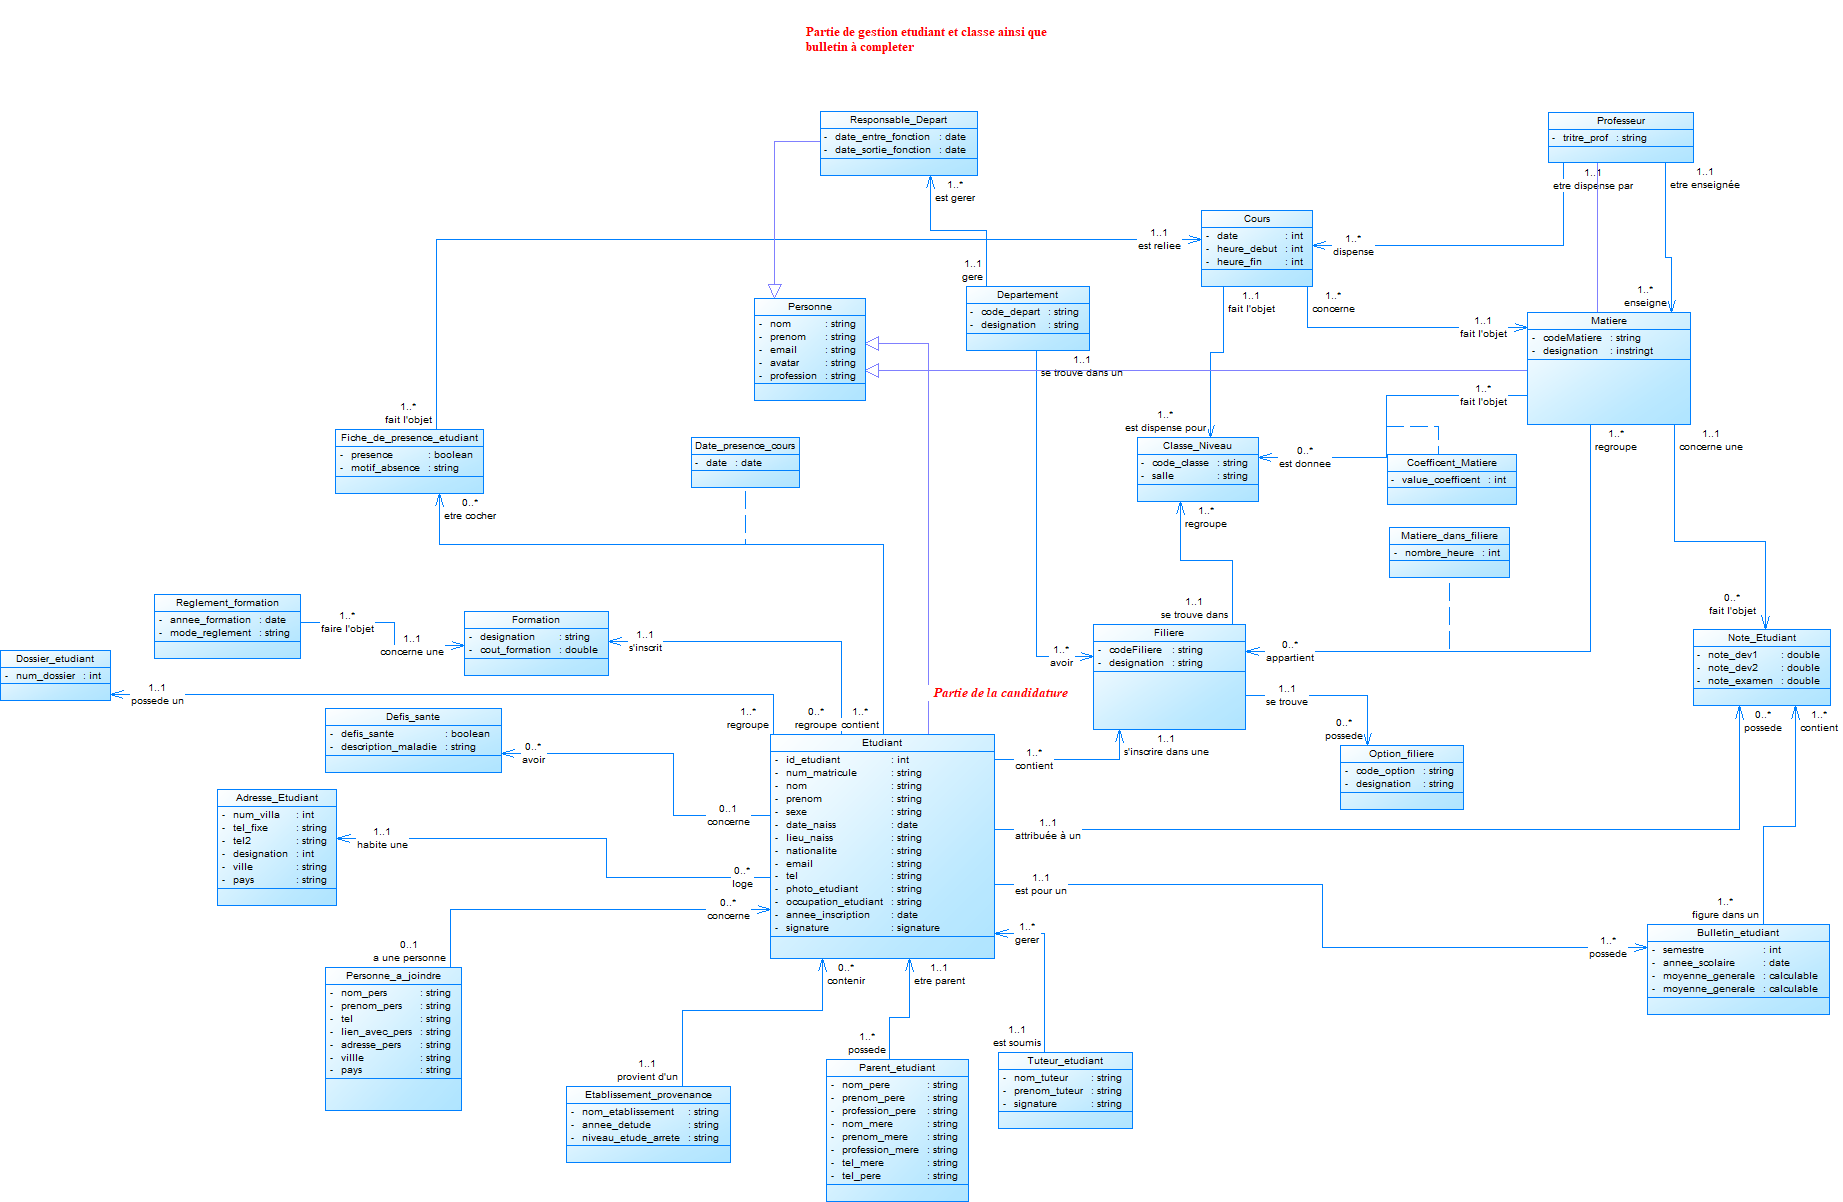 Partie de gestion etudiant et classe ainsi que
bulletin à completer
Responsable_Depart
- date_entre_fonction : date
- date_sortie_fonction : date
1..*
est gerer
Professeur
- tritre_prof : string
1..1
etre dispense par
1..1
etre enseignée
Cours
- date : int
- heure_debut : int
- heure_fin : int
1..1
est reliee
1..*
dispense
1..1
fait l'objet
1..*
concerne
1..1
gere
Departement
- code_depart : string
- designation : string
1..1
se trouve dans un
Personne
- nom : string
- prenom : string
- email : string
- avatar : string
- profession : string
1..*
enseigne
1..1
fait l'objet
Matiere
- codeMatiere : string
- designation : instringt
1..*
fait l'objet
1..*
regroupe
1..1
concerne une
1..*
fait l'objet
Fiche_de_presence_etudiant
- presence : boolean
- motif_absence : string
0..*
etre cocher
Date_presence_cours
- date : date
1..*
est dispense pour
Classe_Niveau
- code_classe : string
- salle : string
0..*
est donnee
1..*
regroupe
Coefficent_Matiere
- value_coefficent : int
Matiere_dans_filiere
- nombre_heure : int
Reglement_formation
- annee_formation : date
- mode_reglement : string
1..*
faire l'objet
1..1
concerne une
Formation
- designation : string
- cout_formation : double
1..1
s'inscrit
1..1
se trouve dans
Filiere
- codeFiliere : string
- designation : string
1..*
avoir
0..*
appartient
1..1
se trouve
1..1
s'inscrire dans une
0..*
fait l'objet
Note_Etudiant
- note_dev1 : double
- note_dev2 : double
- note_examen : double
0..*
possede
1..*
contient
Dossier_etudiant
- num_dossier : int
1..1
possede un
Partie de la candidature
Defis_sante
- defis_sante : boolean
- description_maladie : string
0..*
avoir
1..*
regroupe
0..*
regroupe
1..*
contient
0..*
possede
Option_filiere
- code_option : string
- designation : string
Etudiant
- id_etudiant : int
- num_matricule : string
- nom : string
- prenom : string
- sexe : string
- date_naiss : date
- lieu_naiss : string
- nationalite : string
- email : string
- tel : string
- photo_etudiant : string
- occupation_etudiant : string
- annee_inscription : date
- signature : signature
1..*
contient
1..1
attribuée à un
1..1
est pour un
1..*
gerer
0..1
concerne
0..*
loge
0..*
concerne
Adresse_Etudiant
- num_villa : int
- tel_fixe : string
- tel2 : string
- designation : int
- ville : string
- pays : string
1..1
habite une
1..*
figure dans un
Bulletin_etudiant
- semestre : int
- annee_scolaire : date
- moyenne_generale : calculable
- moyenne_generale : calculable
1..*
possede
0..1
a une personne
Personne_a_joindre
- nom_pers : string
- prenom_pers : string
- tel : string
- lien_avec_pers : string
- adresse_pers : string
- villle : string
- pays : string
0..*
contenir
1..1
etre parent
1..1
provient d'un
Etablissement_provenance
- nom_etablissement : string
- annee_detude : string
- niveau_etude_arrete : string
1..*
possede
Parent_etudiant
- nom_pere : string
- prenom_pere : string
- profession_pere : string
- nom_mere : string
- prenom_mere : string
- profession_mere : string
- tel_mere : string
- tel_pere : string
1..1
est soumis
Tuteur_etudiant
- nom_tuteur : string
- prenom_tuteur : string
- signature : string